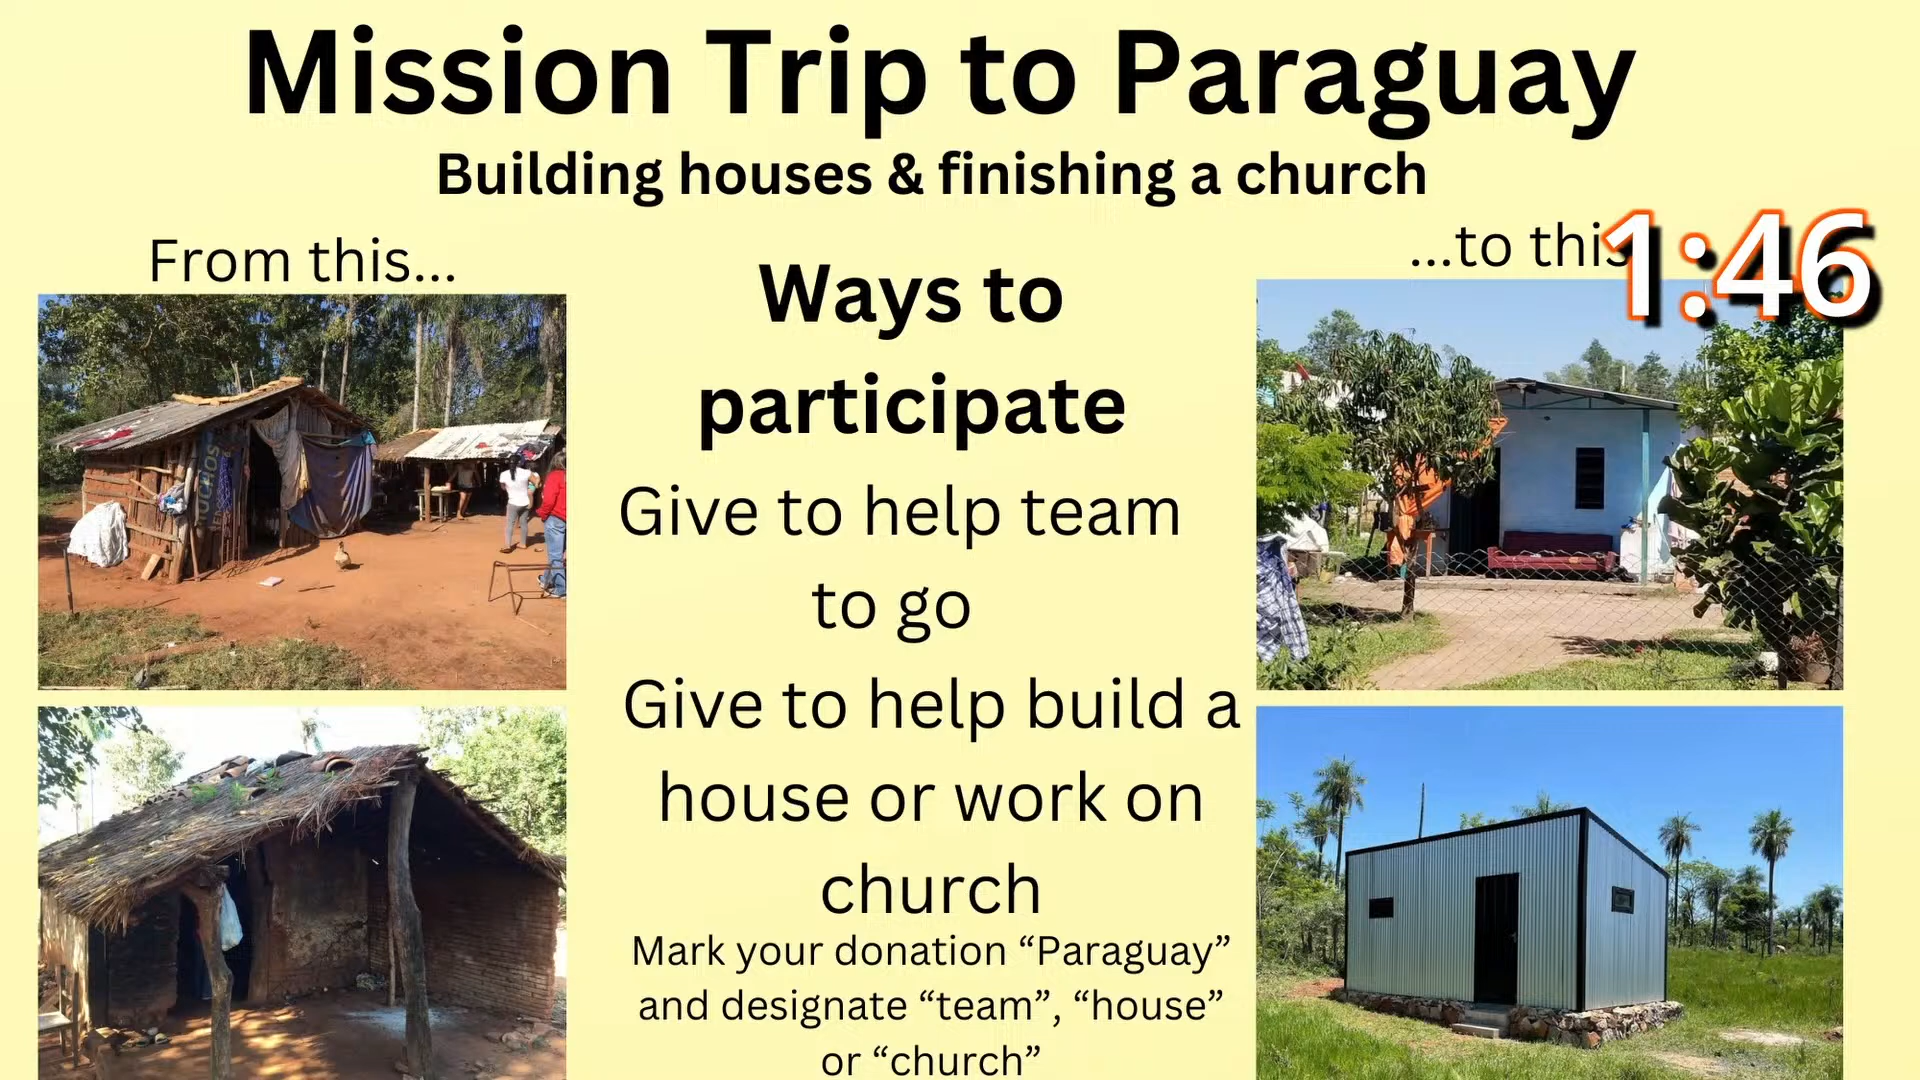 Mission Trip to Paraguay
Building houses & finishing a church
From this...
...to this
1:46
Ways to
participate
Give to help team
to go
Give to help build a
house or work on
church
Mark your donation “Paraguay”
and designate “team”, “house”
or “church”